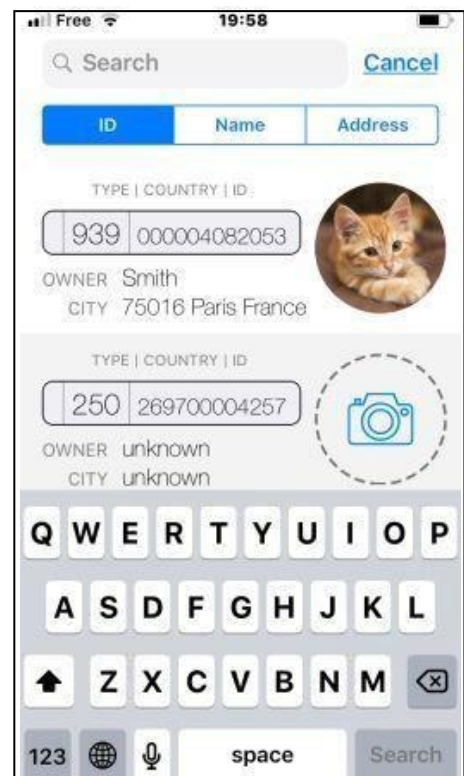 Free 19:58
Search Cancel
ID Name Address
TYPE | COUNTRY | ID
939 000004082053
OWNER Smith
CITY 75016 Paris France
TYPE | COUNTRY | ID
250 269700004257
OWNER unknown
CITY unknown
Q W E R T Y U I O P
A S D F G H J K L
Z X C V B N M
123 space Search